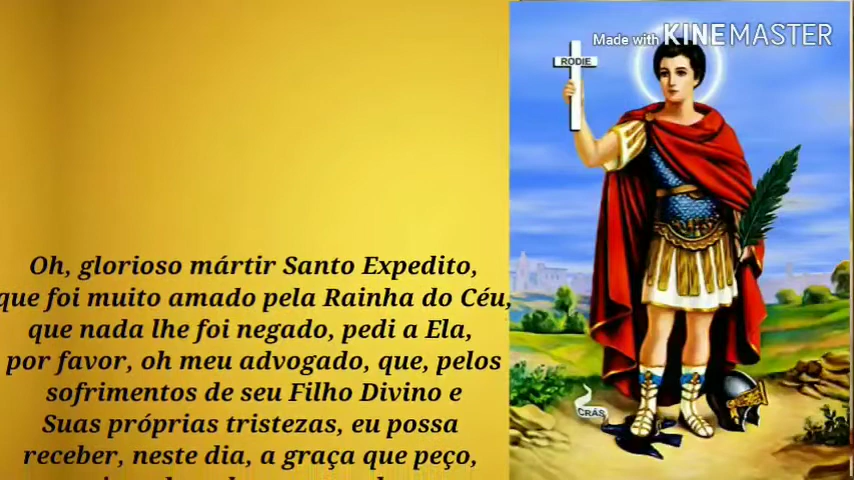 Made with KINEMASTER
RODIE
Oh, glorioso mártir Santo Expedito,
que foi muito amado pela Rainha do Céu,
que nada lhe foi negado, pedi a Ela,
por favor, oh meu advogado, que, pelos
sofrimentos de seu Filho Divino e
Suas próprias tristezas, eu possa
receber, neste dia, a graça que peço,
CRÁS